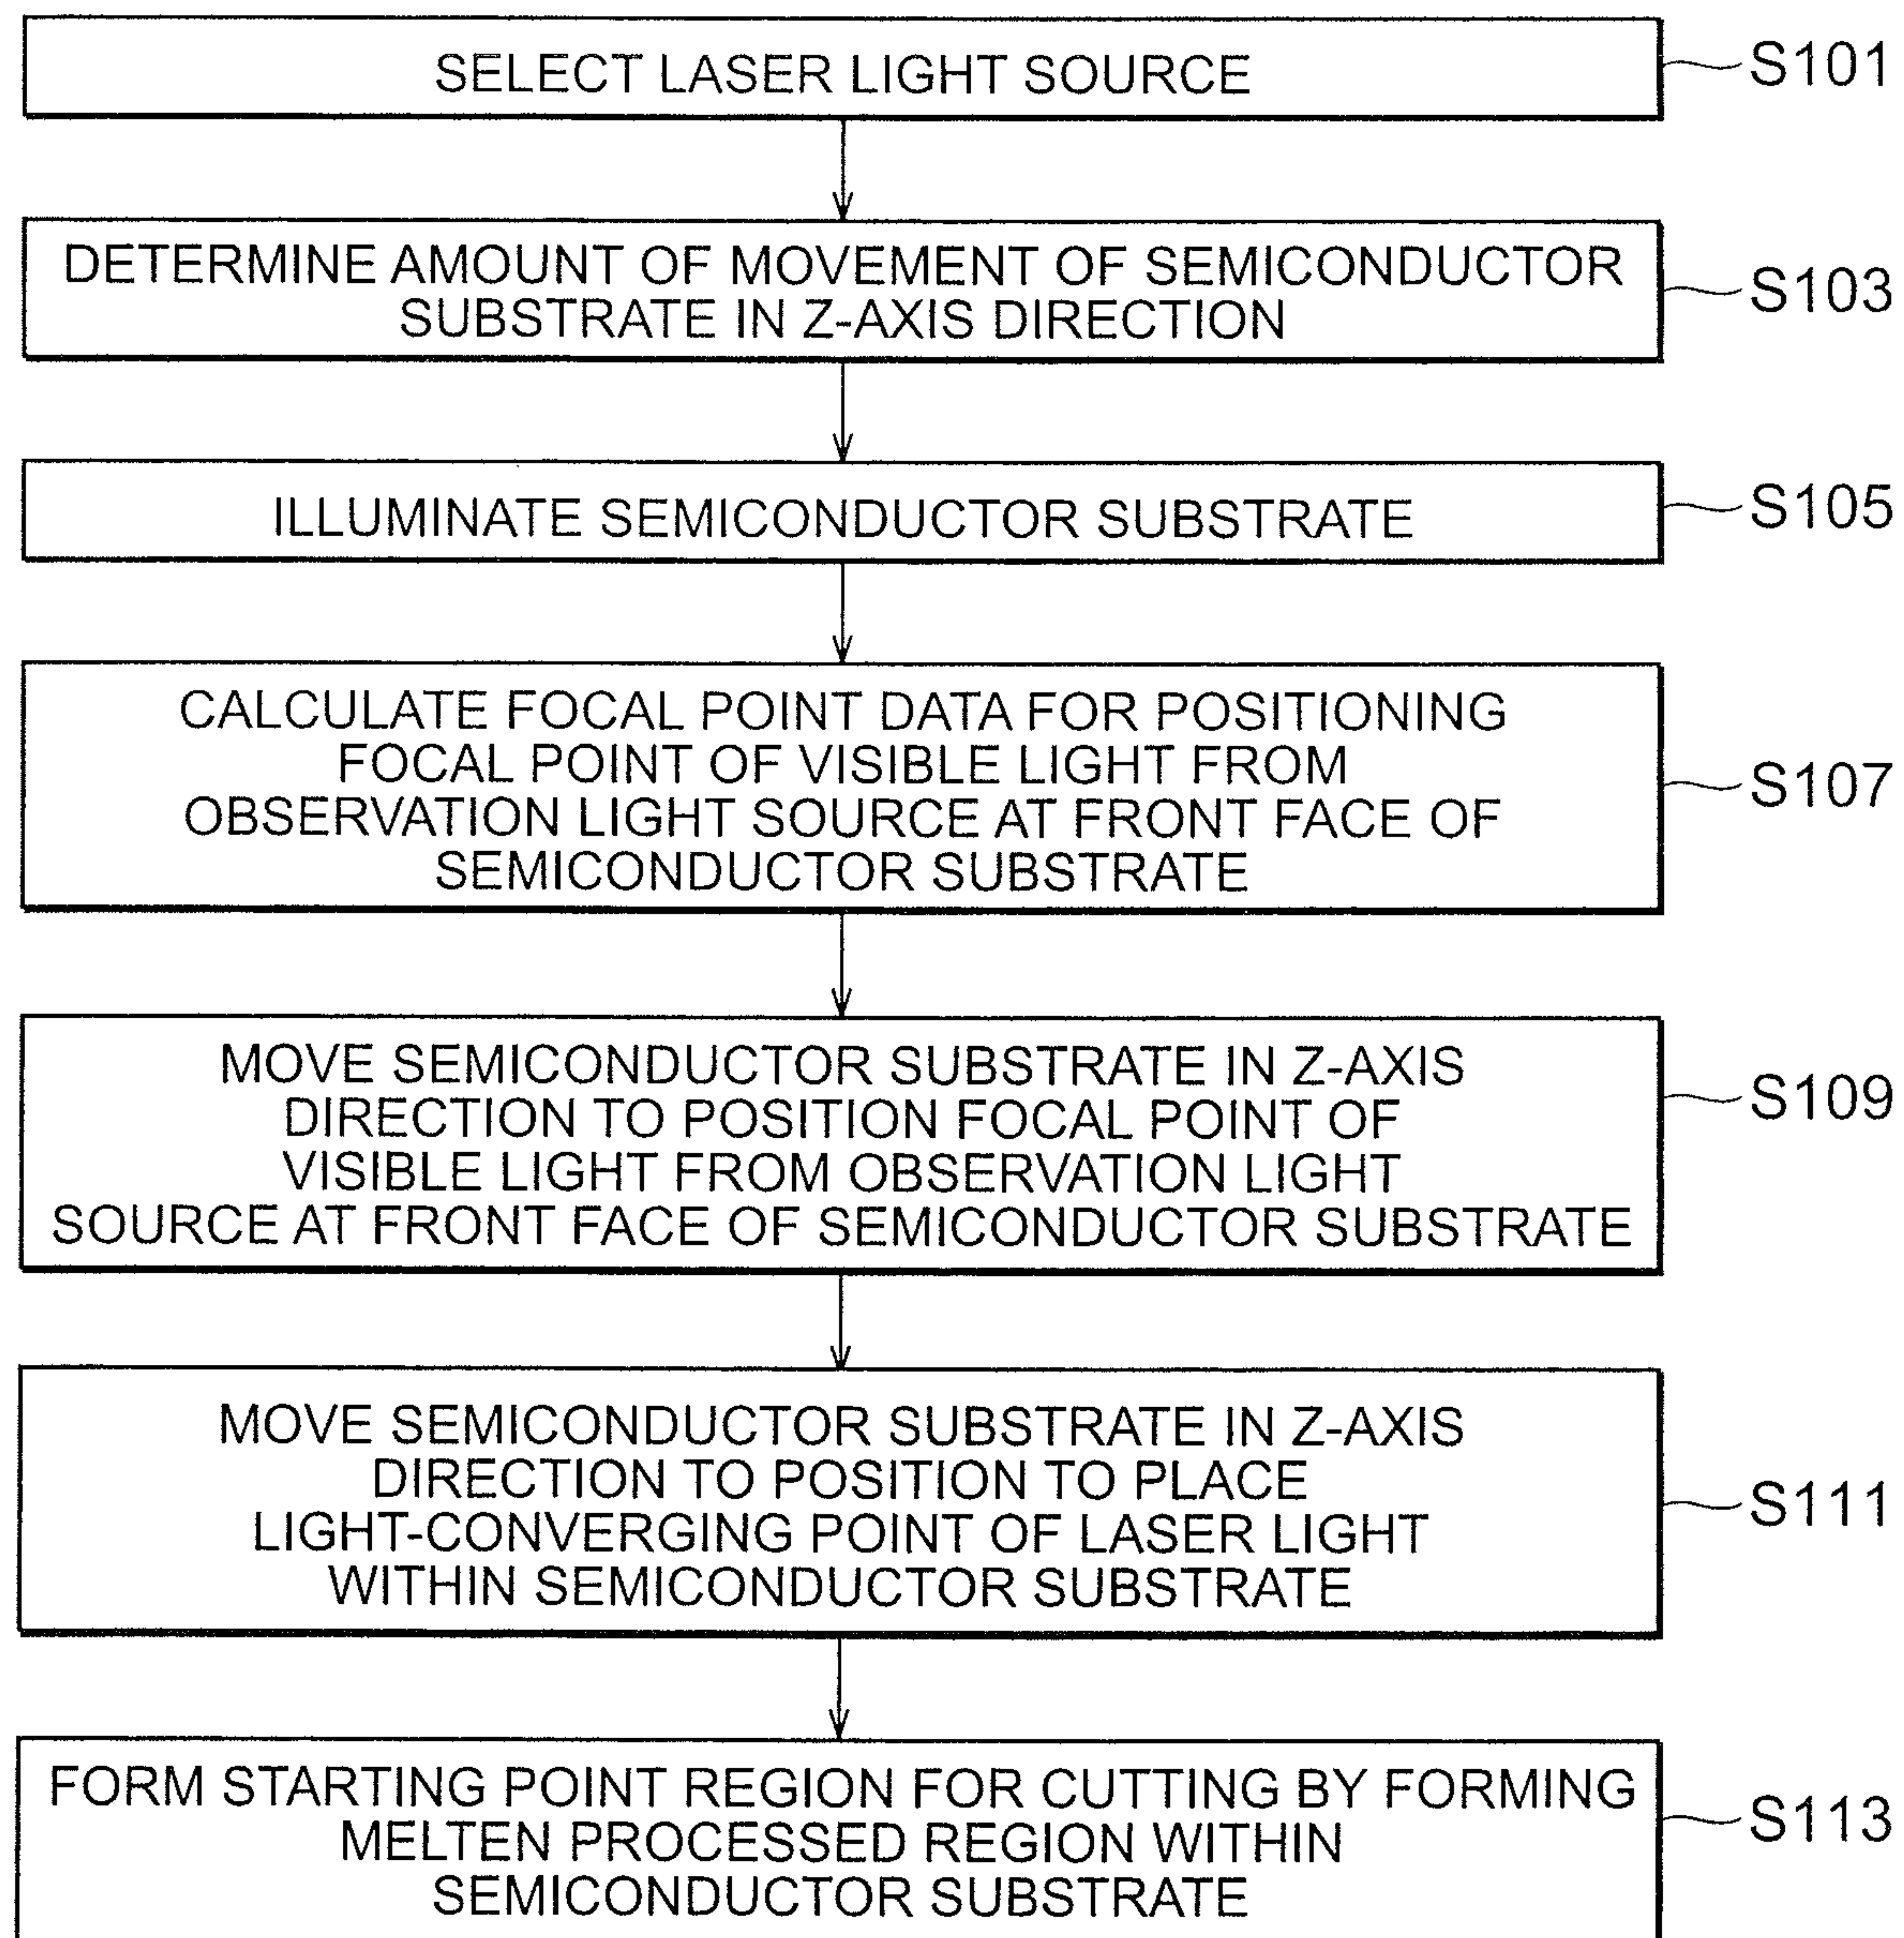 SELECT LASER LIGHT SOURCE
S101
DETERMINE AMOUNT OF MOVEMENT OF SEMICONDUCTOR
SUBSTRATE IN Z-AXIS DIRECTION
S103
ILLUMINATE SEMICONDUCTOR SUBSTRATE
S105
CALCULATE FOCAL POINT DATA FOR POSITIONING
FOCAL POINT OF VISIBLE LIGHT FROM
OBSERVATION LIGHT SOURCE AT FRONT FACE OF
SEMICONDUCTOR SUBSTRATE
S107
MOVE SEMICONDUCTOR SUBSTRATE IN Z-AXIS
DIRECTION TO POSITION FOCAL POINT OF
VISIBLE LIGHT FROM OBSERVATION LIGHT
SOURCE AT FRONT FACE OF SEMICONDUCTOR SUBSTRATE
S109
MOVE SEMICONDUCTOR SUBSTRATE IN Z-AXIS
DIRECTION TO POSITION TO PLACE
LIGHT-CONVERGING POINT OF LASER LIGHT
WITHIN SEMICONDUCTOR SUBSTRATE
S111
FORM STARTING POINT REGION FOR CUTTING BY FORMING
MELTEN PROCESSED REGION WITHIN
SEMICONDUCTOR SUBSTRATE
S113